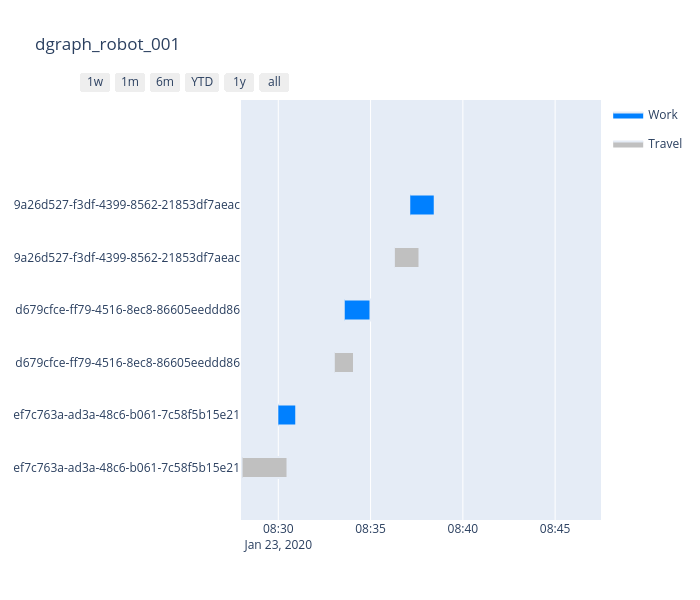 dgraph_robot_001
1w 1m 6m YTD 1y all
Work
Travel
9a26d527-f3df-4399-8562-21853df7aeac
9a26d527-f3df-4399-8562-21853df7aeac
d679cfce-ff79-4516-8ec8-86605eeddd86
d679cfce-ff79-4516-8ec8-86605eeddd86
ef7c763a-ad3a-48c6-b061-7c58f5b15e21
ef7c763a-ad3a-48c6-b061-7c58f5b15e21
08:30 08:35 08:40 08:45
Jan 23, 2020